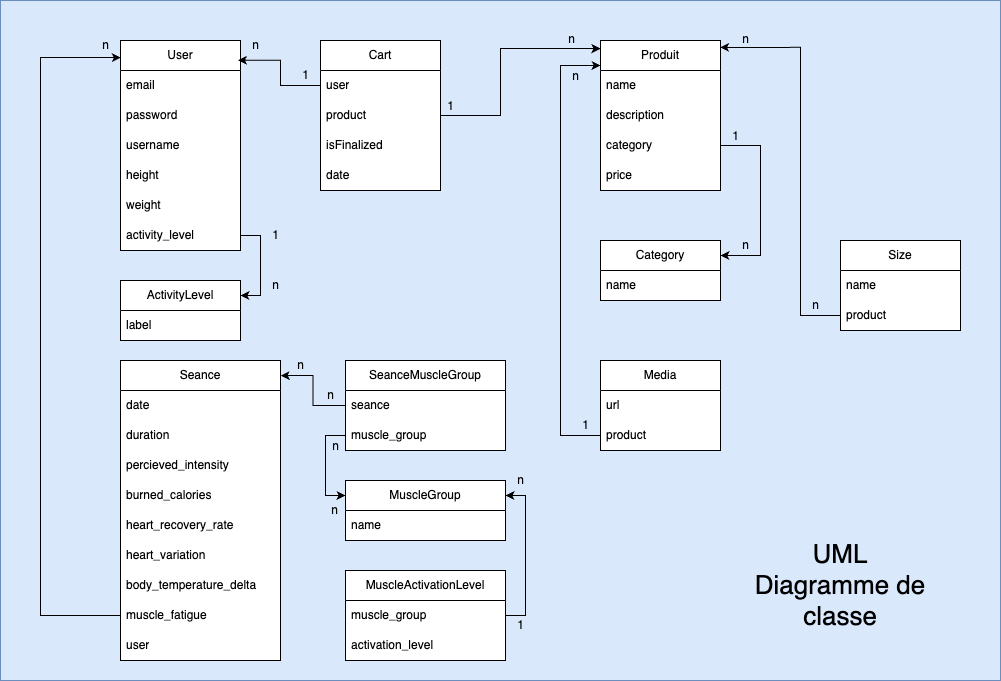 n
User
n
email
password
username
height
weight
activity_level
1
n
ActivityLevel
label
1
Cart
user
product
isFinalized
date
1
n
n
Produit
name
description
category
price
n
1
n
Category
name
Size
name
product
n
Seance
date
duration
percieved_intensity
burned_calories
heart_recovery_rate
heart_variation
body_temperature_delta
muscle_fatigue
user
n
n
SeanceMuscleGroup
seance
muscle_group
n
n
MuscleGroup
name
n
MuscleActivationLevel
muscle_group
activation_level
1
Media
url
product
1
UML
Diagramme de
classe